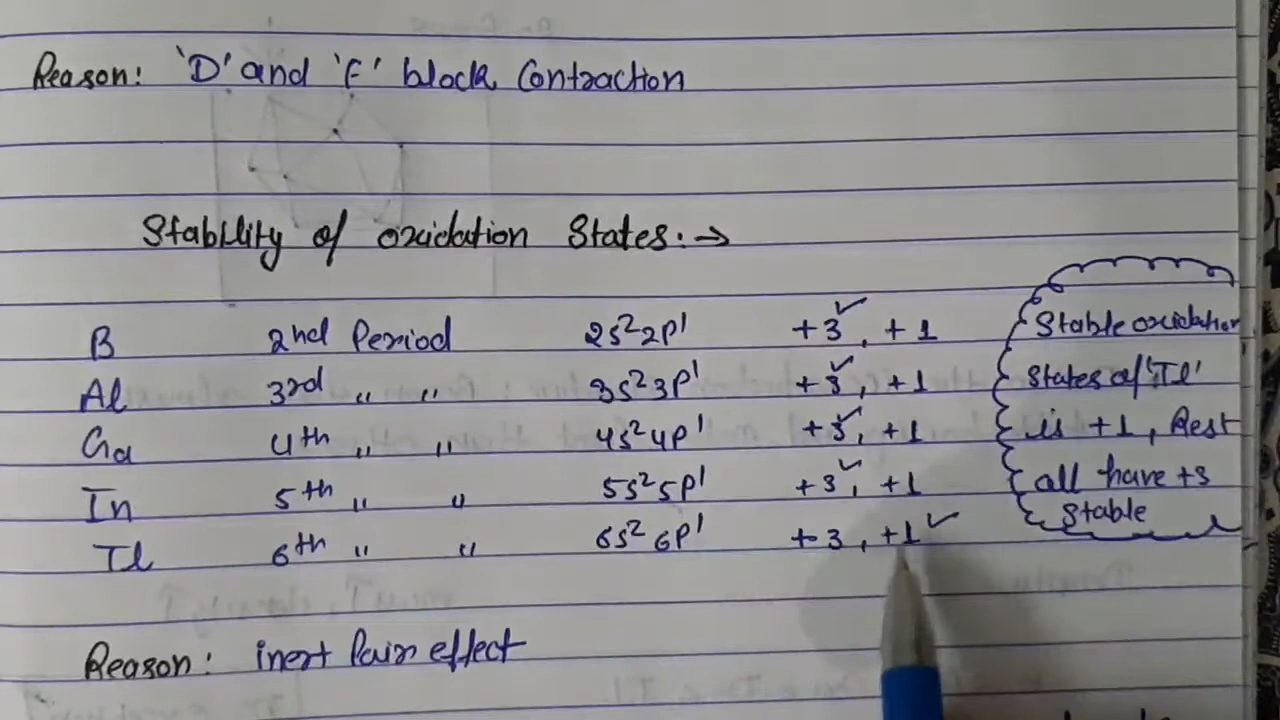 Reason: 'D' and 'F' block Contraction
Stability of oxidation States:→
B 2nd Period 2s²2p¹ +3✓, +1
Al 3rd " " 3s²3p¹ +3✓, +1
Ga 4th " " 4s²4p¹ +3✓, +1
In 5th " " 5s²5p¹ +3✓, +1
Tl 6th " " 6s²6p¹ +3, +1✓
Stable oxidation
States of 'Tl'
is +1, Rest
all have +3
Stable
Reason: inert Pair effect